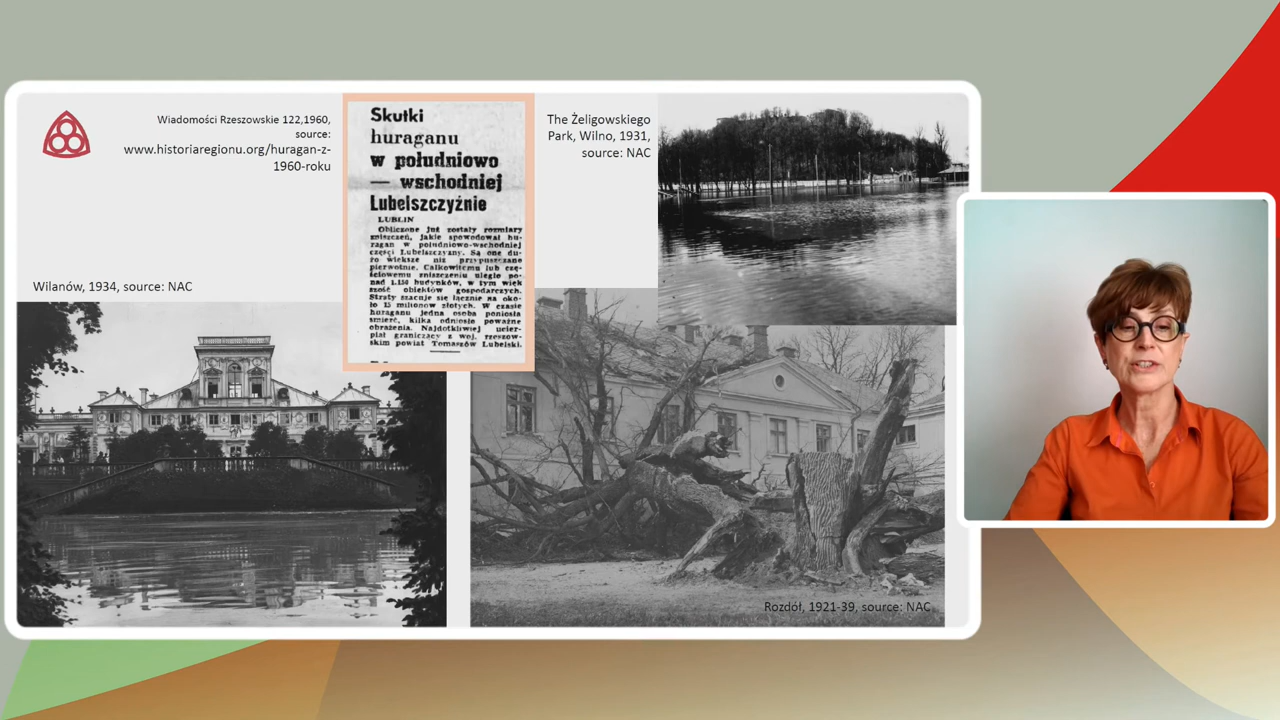 Wiadomości Rzeszowskie 122,1960,
source:
www.historiaregionu.org/huragan-z-
1960-roku
Skutki
huraganu
w południowo
— wschodniej
Lubelszczyźnie
LUBLIN
Obliczone już zostały rozmiary
zniszczeń, jakie spowodował hu-
ragan w południowo-wschodniej
części Lubelszczyzny. Są one du-
żo większe niż przypuszczano
pierwotnie. Całkowitemu lub czę-
ściowemu zniszczeniu uległo po-
nad 1.150 budynków, w tym więk
szość obiektów gospodarczych.
Straty szacuje się łącznie na oko-
ło 15 milionów złotych. W czasie
huraganu jedna osoba poniosła
śmierć, kilka odniosło poważne
obrażenia. Najdotkliwiej ucier-
piał graniczący z woj. rzeszow-
skim powiat Tomaszów Lubelski.
The Żeligowskiego
Park, Wilno, 1931,
source: NAC
Wilanów, 1934, source: NAC
Rozdół, 1921-39, source: NAC